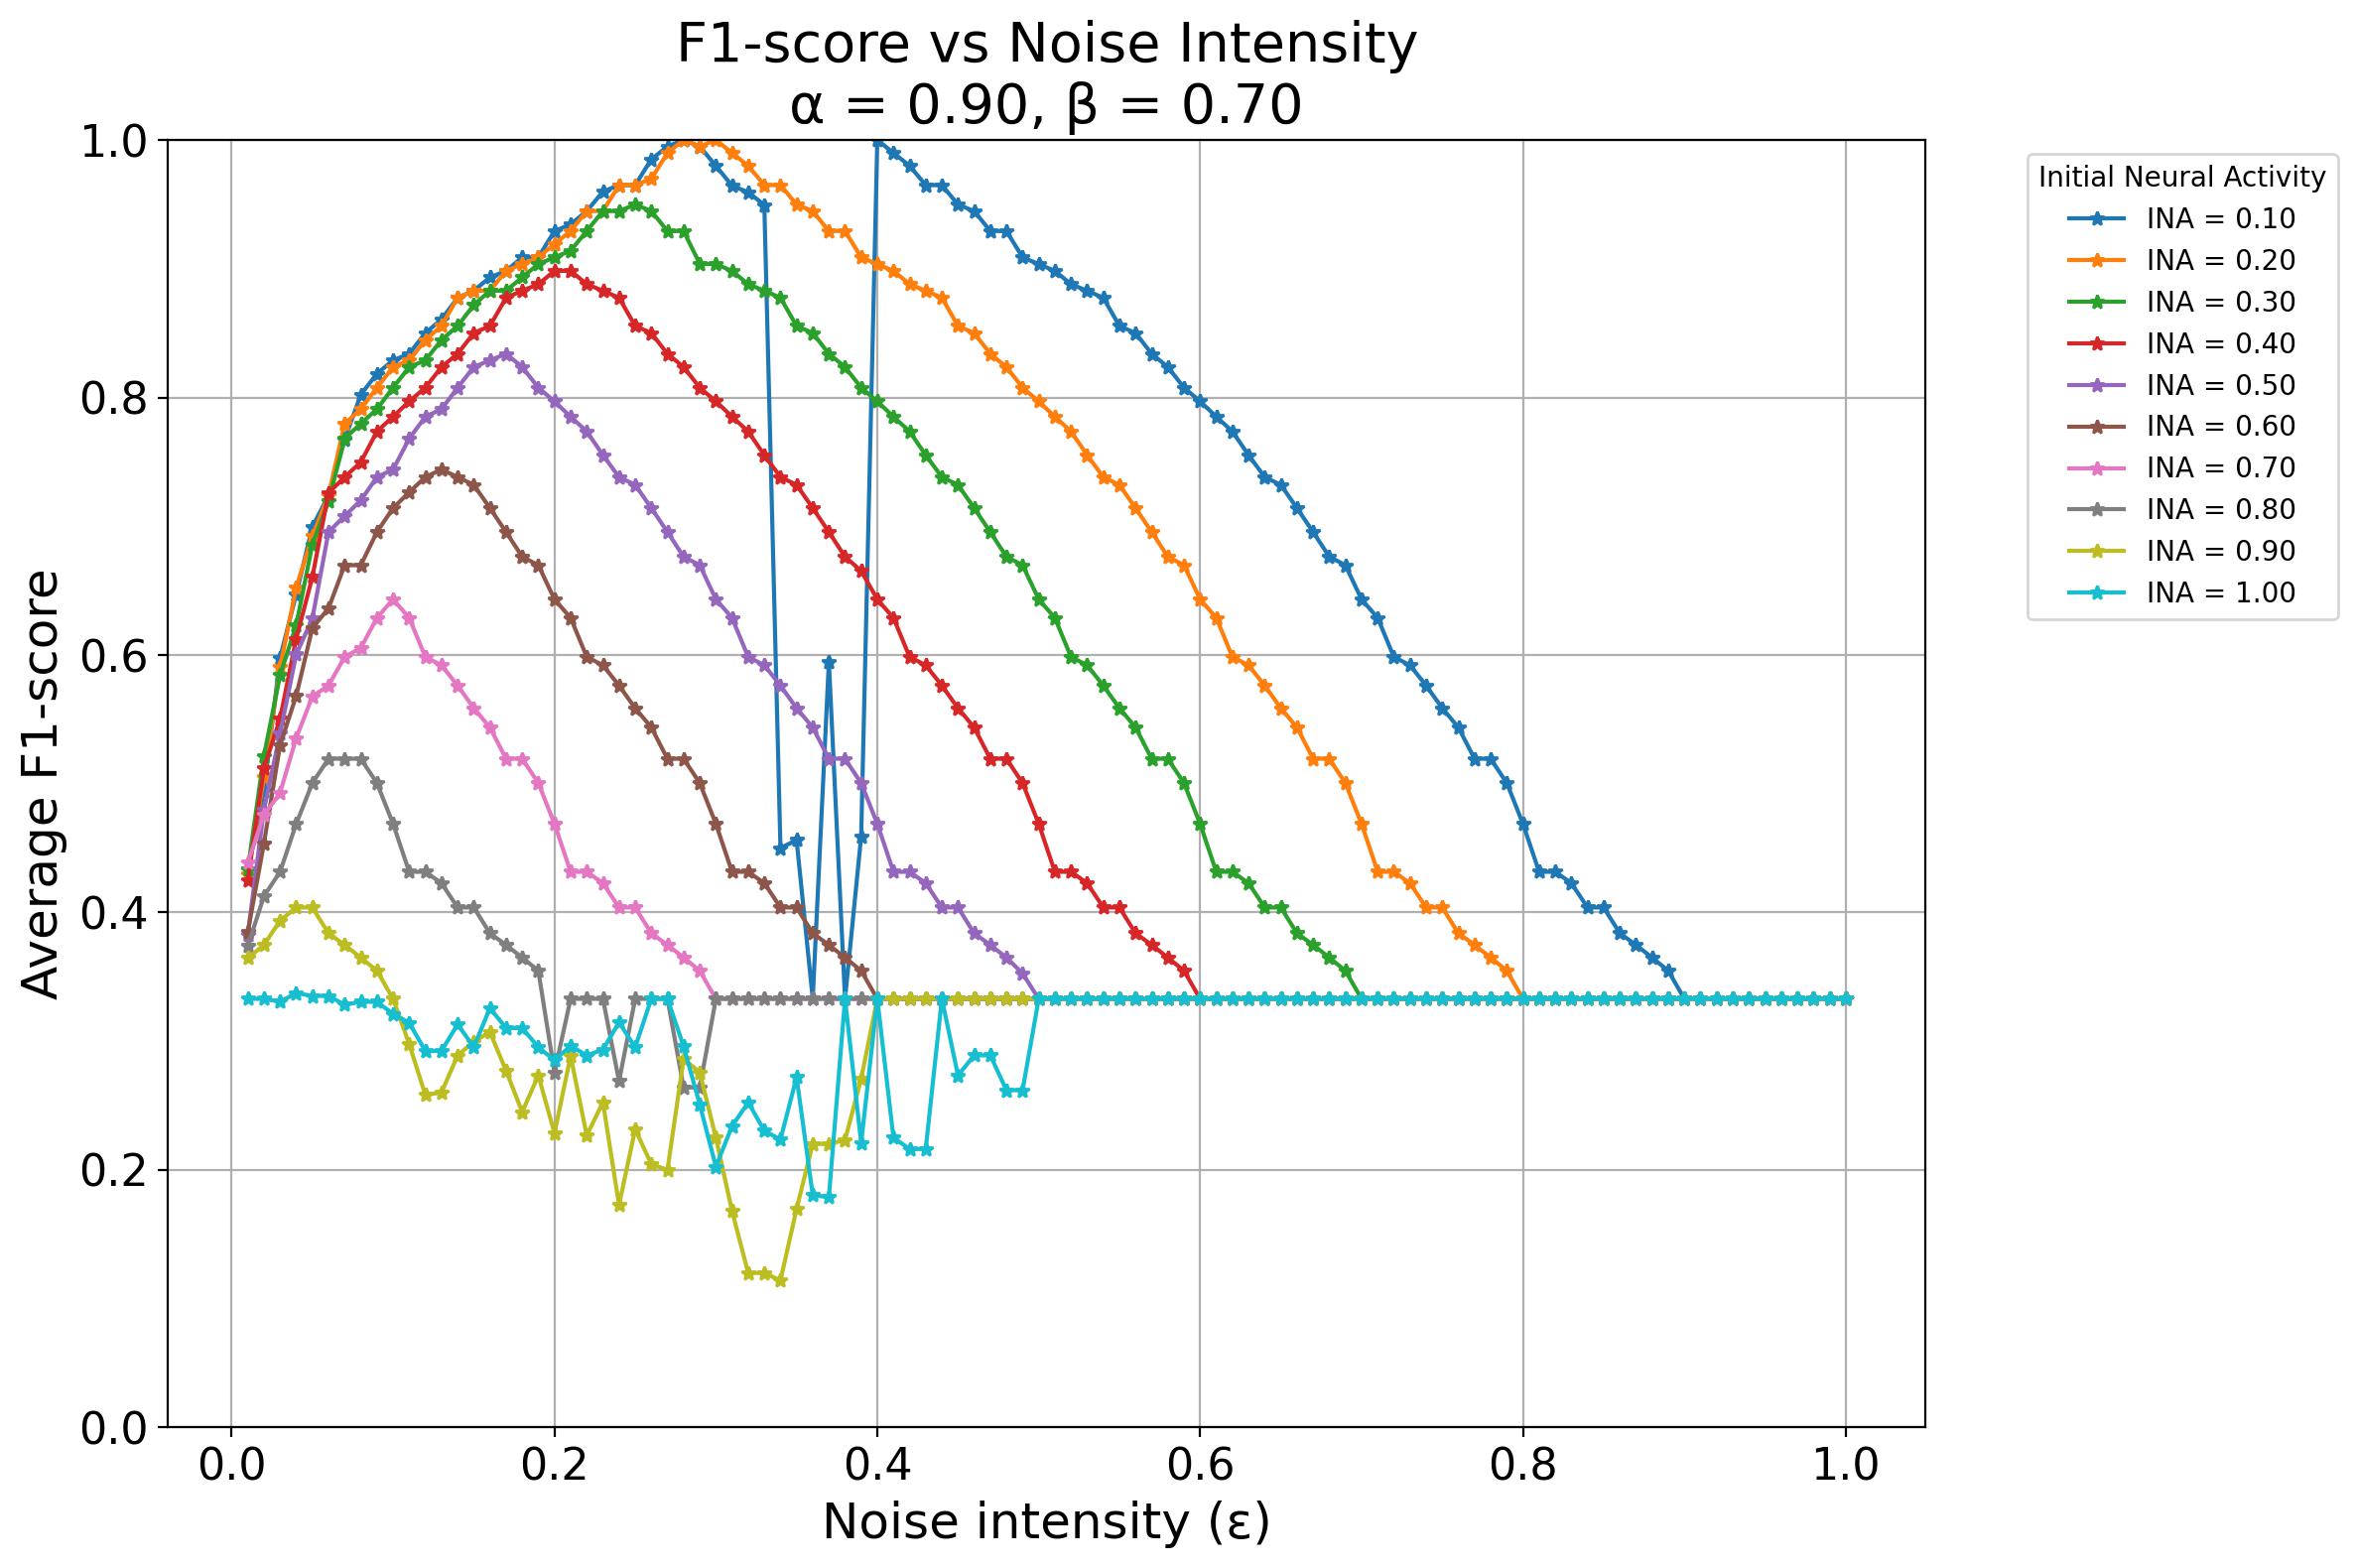 F1-score vs Noise Intensity
α = 0.90, β = 0.70
Average F1-score
1.0
0.8
0.6
0.4
0.2
0.0
0.0 0.2 0.4 0.6 0.8 1.0
Noise intensity (ε)
Initial Neural Activity
INA = 0.10
INA = 0.20
INA = 0.30
INA = 0.40
INA = 0.50
INA = 0.60
INA = 0.70
INA = 0.80
INA = 0.90
INA = 1.00